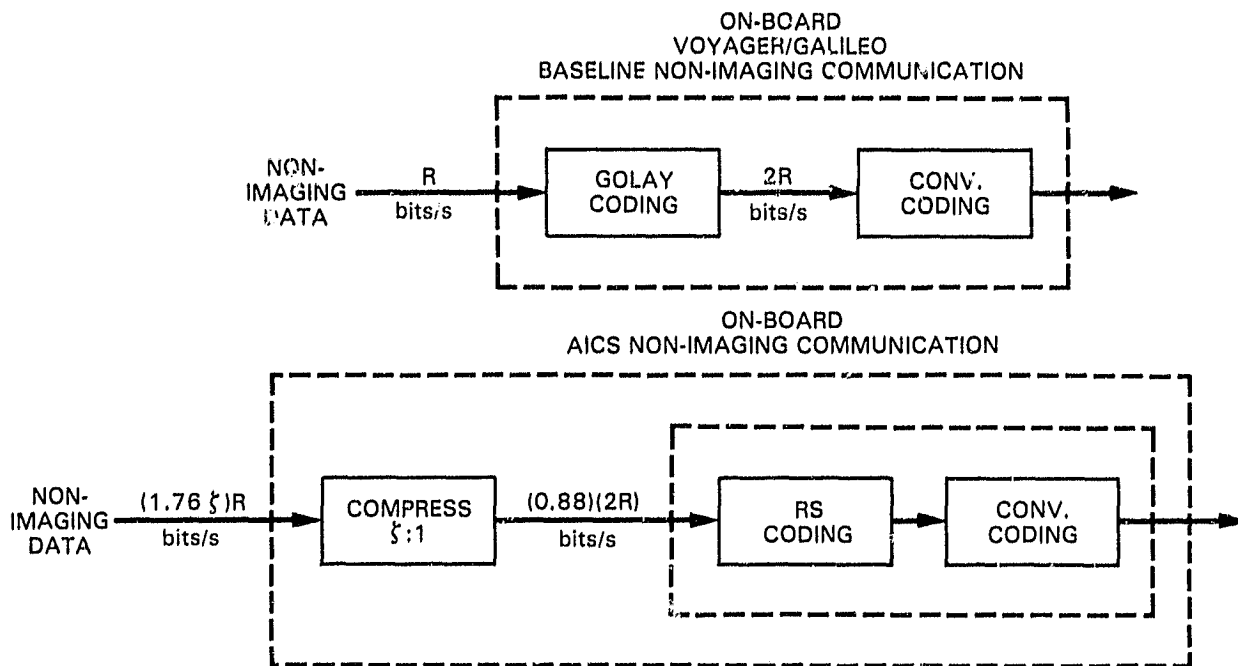 ON-BOARD
VOYAGER/GALILEO
BASELINE NON-IMAGING COMMUNICATION
NON-
IMAGING
DATA
R
bits/s
GOLAY
CODING
2R
bits/s
CONV.
CODING
ON-BOARD
AICS NON-IMAGING COMMUNICATION
NON-
IMAGING
DATA
(1.76 ζ)R
bits/s
COMPRESS
ζ:1
(0.88)(2R)
bits/s
RS
CODING
CONV.
CODING